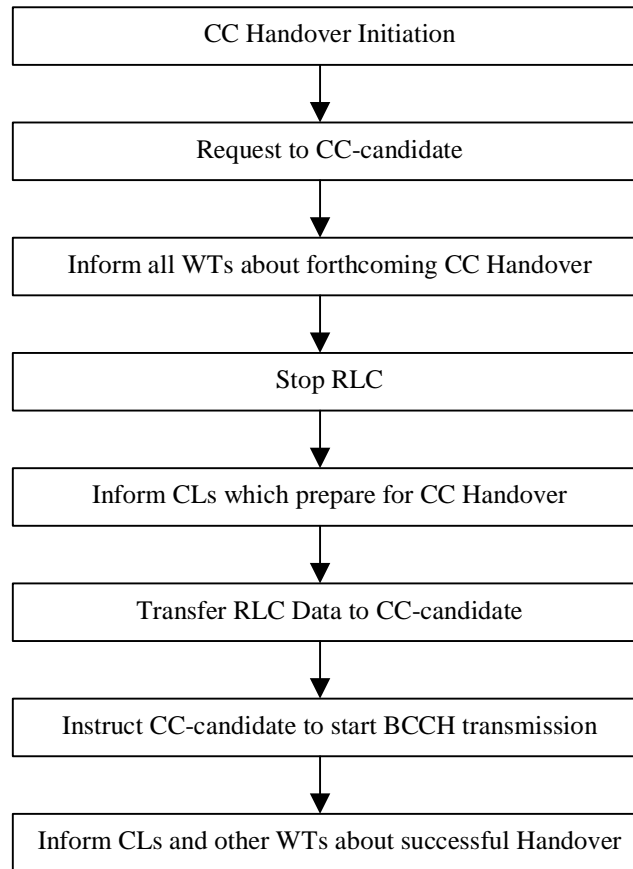 CC Handover Initiation
Request to CC-candidate
Inform all WTs about forthcoming CC Handover
Stop RLC
Inform CLs which prepare for CC Handover
Transfer RLC Data to CC-candidate
Instruct CC-candidate to start BCCH transmission
Inform CLs and other WTs about successful Handover